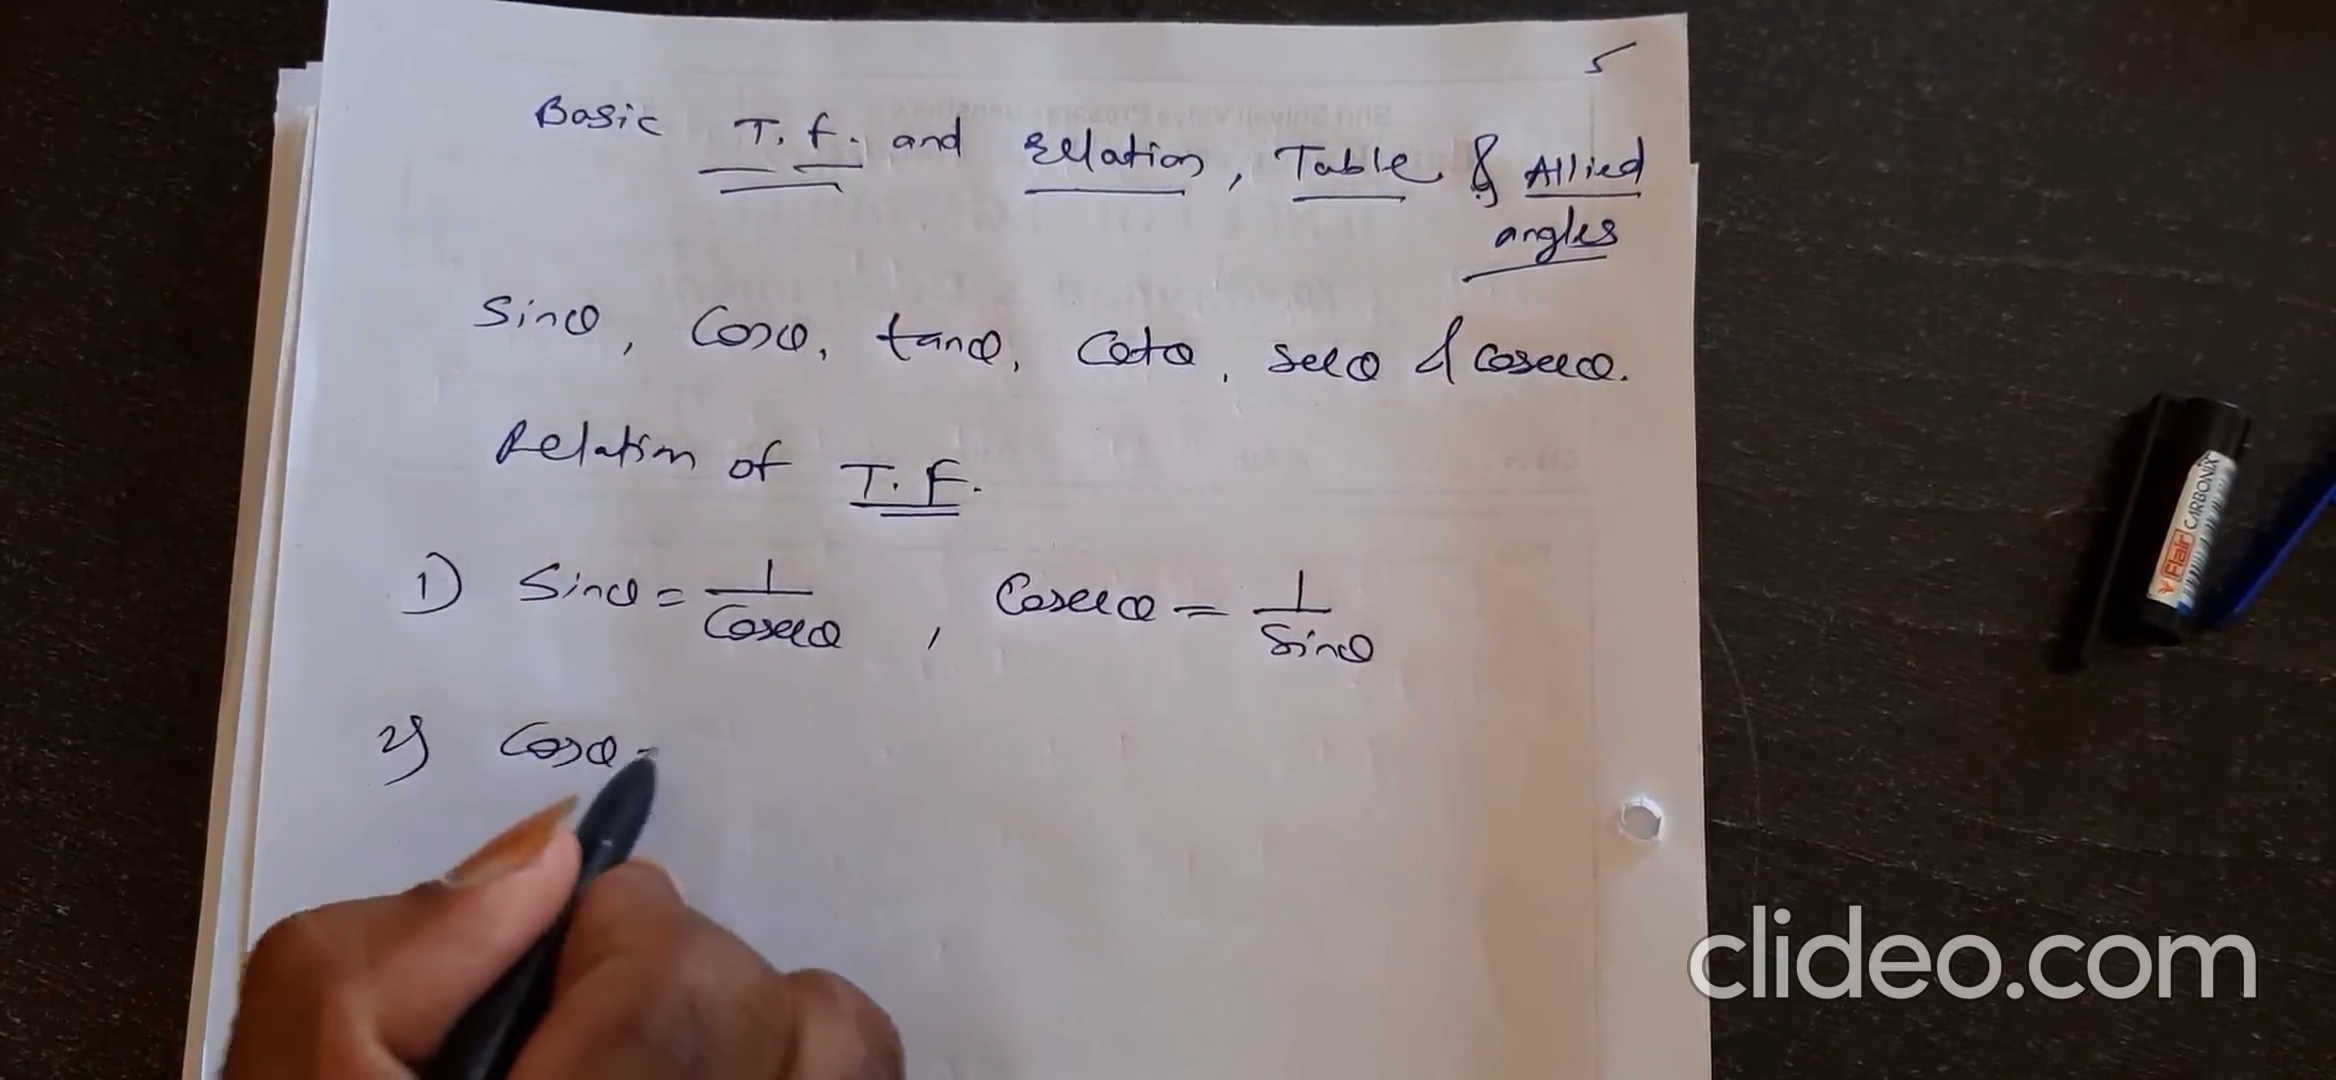 5
Basic T.f. and relation, Table & Allied
angles
Sinθ, Cosθ, tanθ, Cotθ, secθ & cosecθ.
Relation of T.F.
1) Sinθ = 1/Cosecθ , Cosecθ = 1/Sinθ
2) Cosθ =
Flair CARBONIX
clideo.com